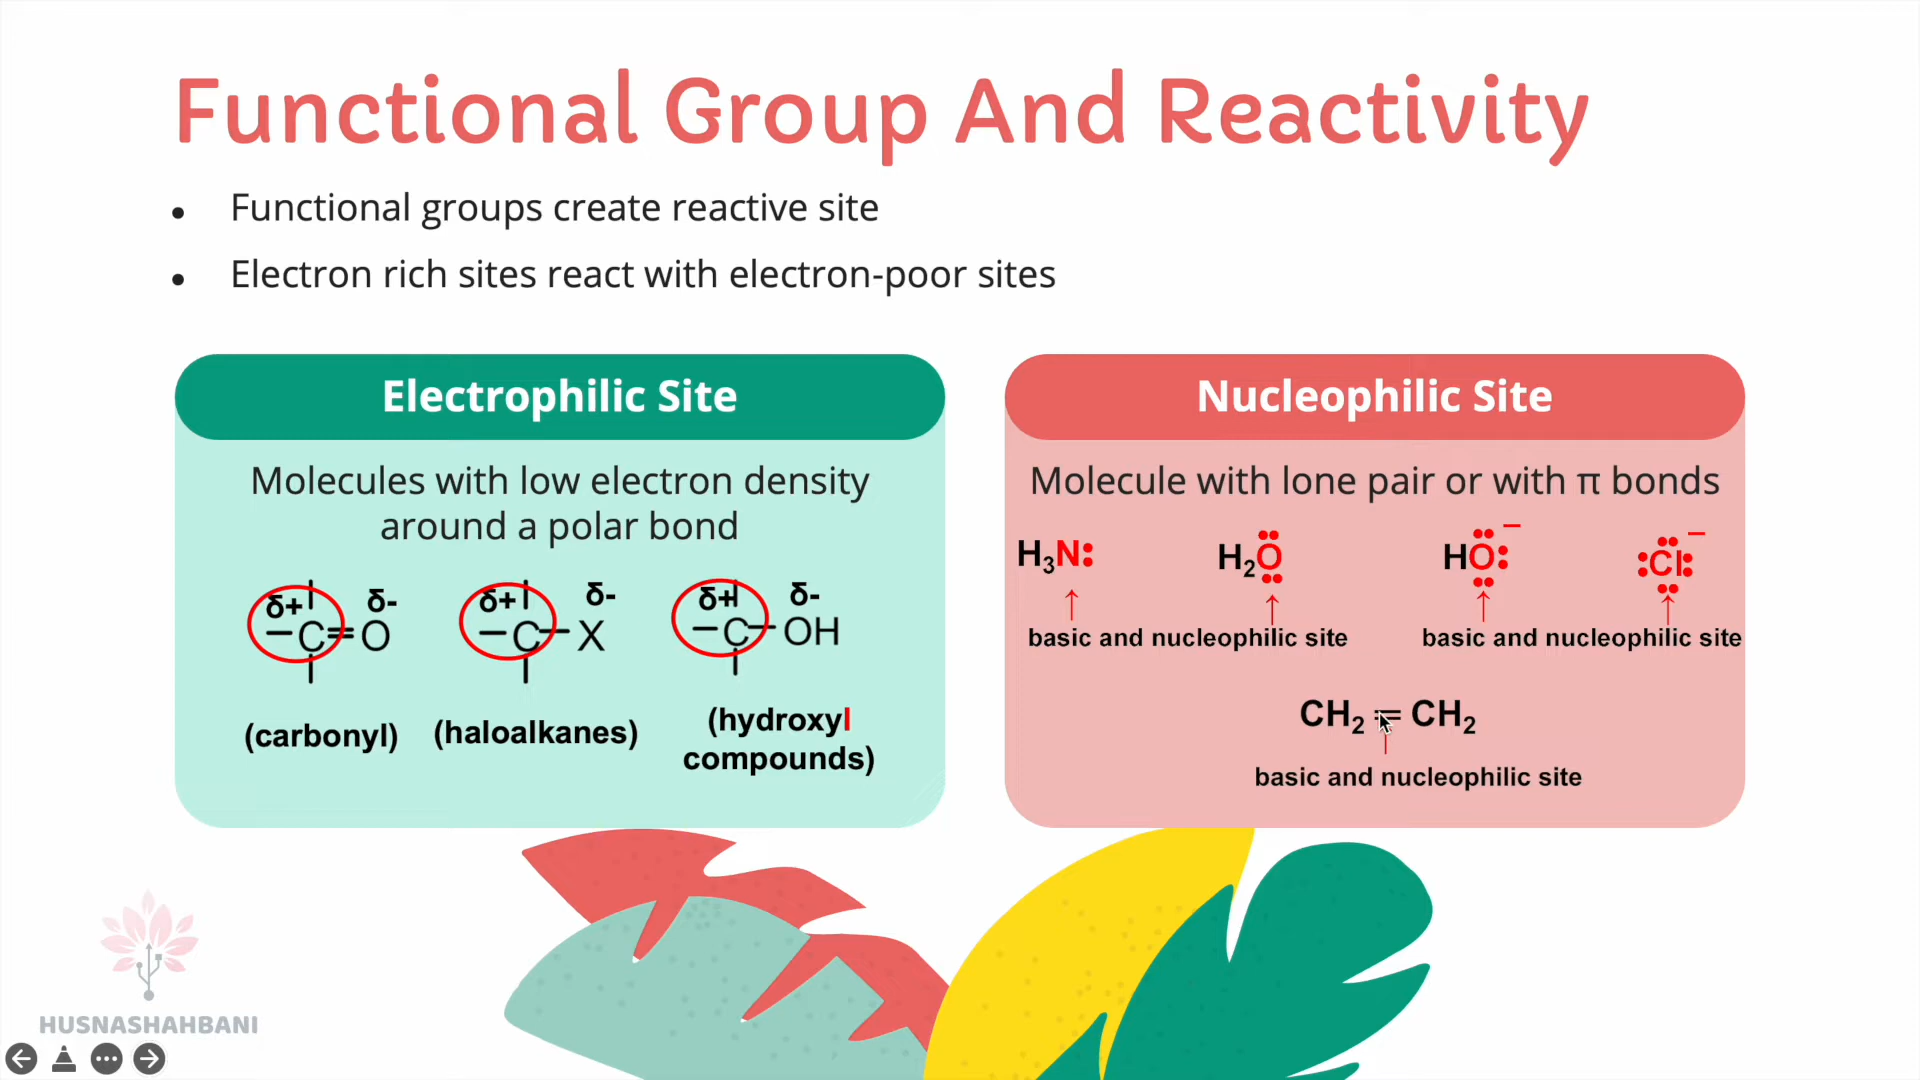 Functional Group And Reactivity
• Functional groups create reactive site
• Electron rich sites react with electron-poor sites
Electrophilic Site
Molecules with low electron density
around a polar bond
δ+ δ-
C=O
(carbonyl)
δ+ δ-
C–X
(haloalkanes)
δ+ δ-
C–OH
(hydroxyl
compounds)
Nucleophilic Site
Molecule with lone pair or with π bonds
H₃N: H₂O HO⁻ :Cl:⁻
basic and nucleophilic site basic and nucleophilic site
CH₂ = CH₂
basic and nucleophilic site
HUSNASHAHBANI